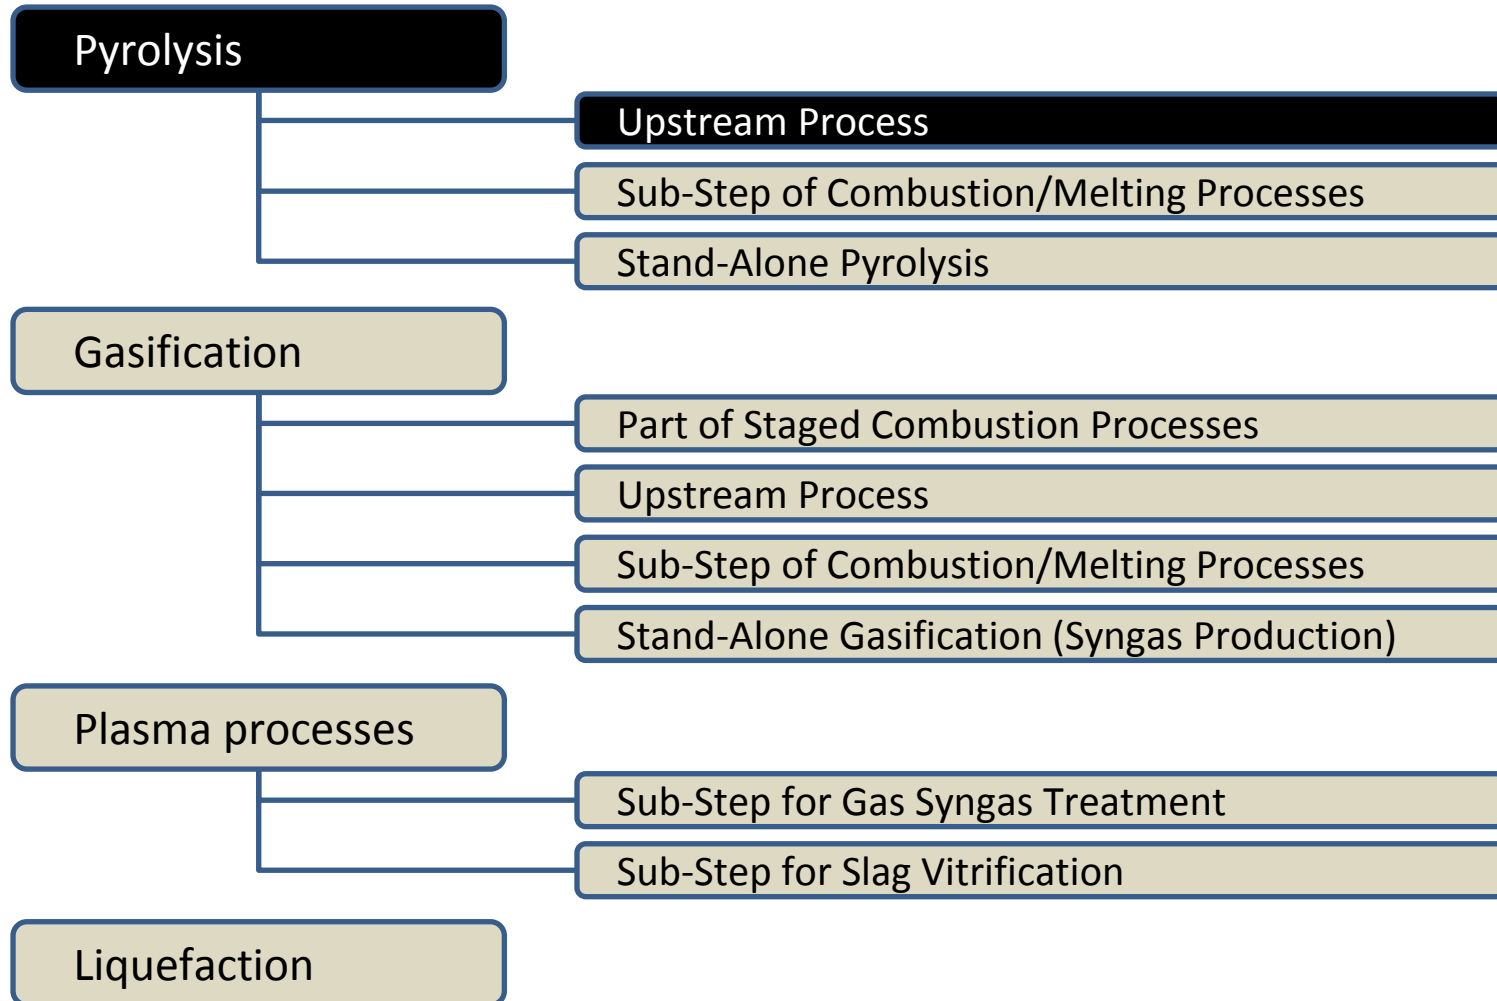 Pyrolysis
Upstream Process
Sub-Step of Combustion/Melting Processes
Stand-Alone Pyrolysis
Gasification
Part of Staged Combustion Processes
Upstream Process
Sub-Step of Combustion/Melting Processes
Stand-Alone Gasification (Syngas Production)
Plasma processes
Sub-Step for Gas Syngas Treatment
Sub-Step for Slag Vitrification
Liquefaction